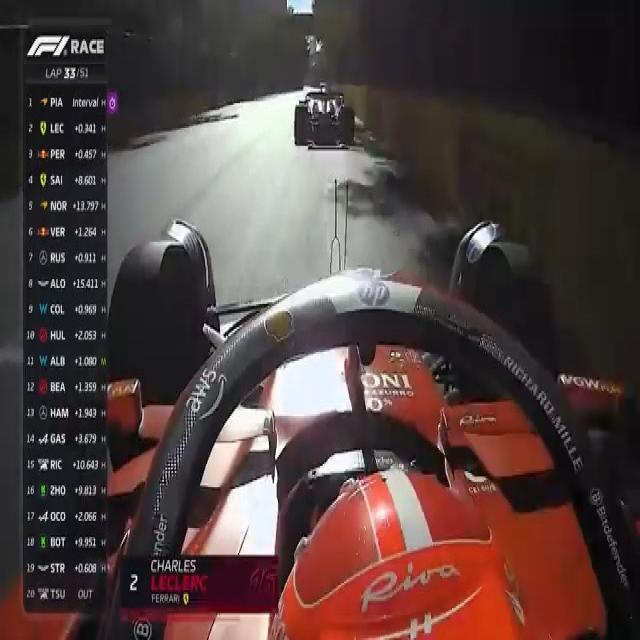 F1 RACE
LAP 33/51
1 PIA Interval H
2 LEC +0.341 H
3 PER +0.457 H
4 SAI +8.601 H
5 NOR +13.797 H
6 VER +1.264 H
7 RUS +0.911 H
8 ALO +15.411 H
9 COL +0.969 H
10 HUL +2.053 H
11 ALB +1.080 M
12 BEA +1.359 H
13 HAM +1.943 H
14 GAS +3.679 H
15 RIC +10.643 H
16 ZHO +9.813 H
17 OCO +2.066 H
18 BOT +9.951 H
19 STR +0.608 H
20 TSU OUT
hp
RICHARD MILLE
aws
ONI
Riva
VGW
Bitdefender
Riva
2 CHARLES
LECLERC
FERRARI
16